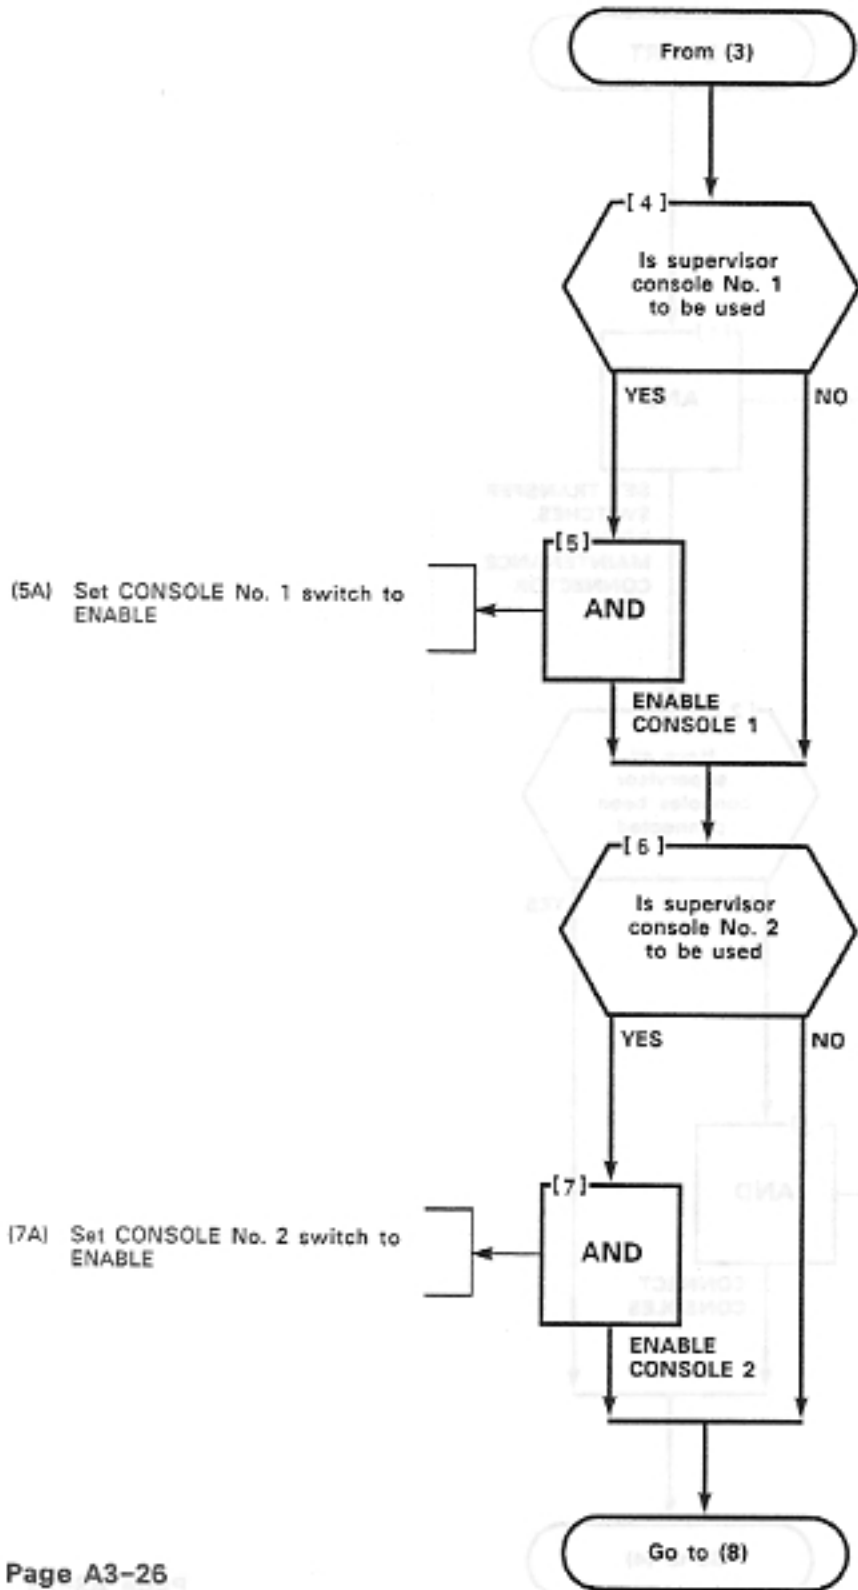 From (3)
[4]
Is supervisor
console No. 1
to be used
YES
NO
[5]
(5A) Set CONSOLE No. 1 switch to
ENABLE
AND
ENABLE
CONSOLE 1
[6]
Is supervisor
console No. 2
to be used
YES
NO
[7]
(7A) Set CONSOLE No. 2 switch to
ENABLE
AND
ENABLE
CONSOLE 2
Go to (8)
Page A3-26